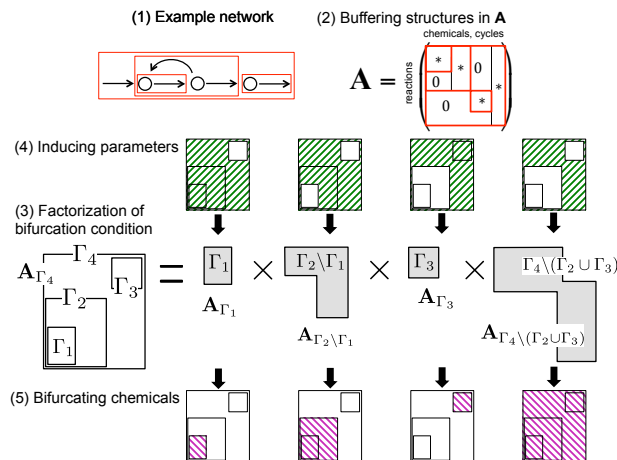 (1) Example network
(2) Buffering structures in A
chemicals, cycles
reactions
A =
* * 0
0 *
0 *
(4) Inducing parameters
(3) Factorization of
bifurcation condition
A_{Γ_4}
Γ_4
Γ_3
Γ_2
Γ_1
=
Γ_1
×
Γ_2\Γ_1
×
Γ_3
×
Γ_4\(Γ_2 ∪ Γ_3)
A_{Γ_1}
A_{Γ_2\Γ_1}
A_{Γ_3}
A_{Γ_4\(Γ_2∪Γ_3)}
(5) Bifurcating chemicals